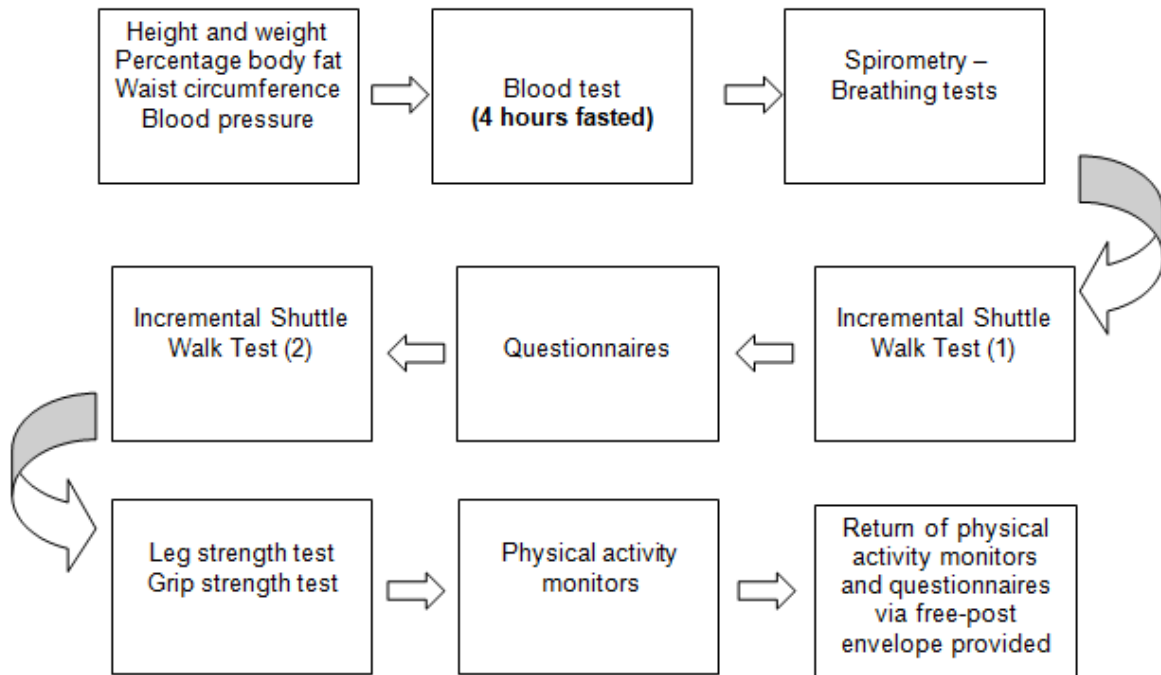 Height and weight
Percentage body fat
Waist circumference
Blood pressure
Blood test
(4 hours fasted)
Spirometry –
Breathing tests
Incremental Shuttle
Walk Test (1)
Questionnaires
Incremental Shuttle
Walk Test (2)
Leg strength test
Grip strength test
Physical activity
monitors
Return of physical
activity monitors
and questionnaires
via free-post
envelope provided